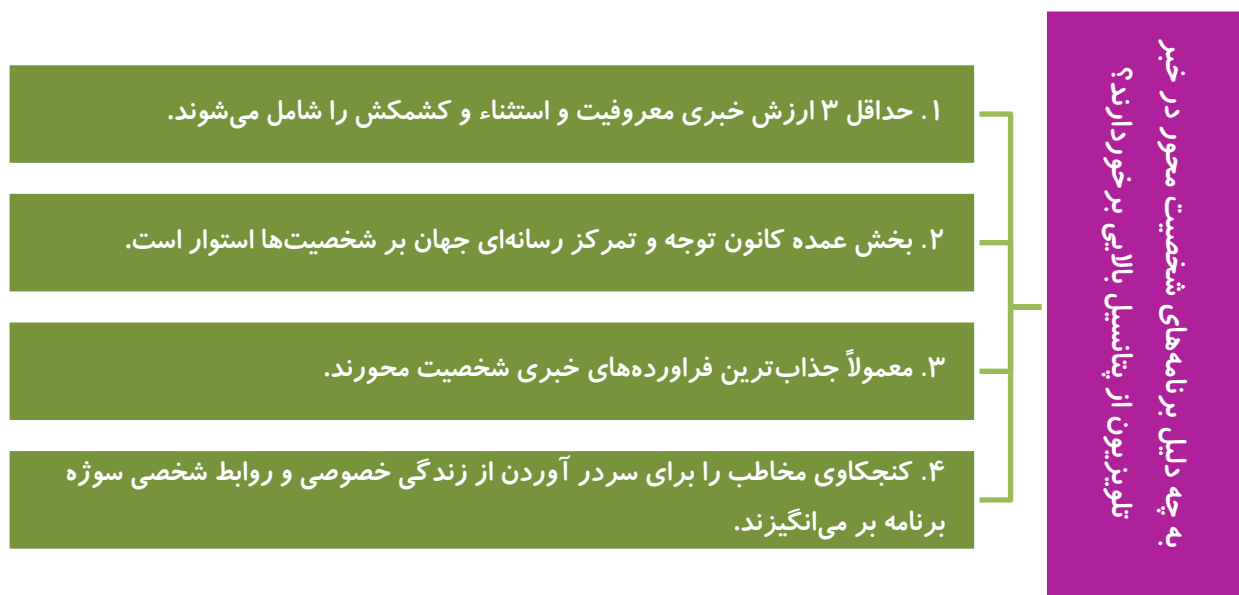 به چه دلیل برنامه‌های شخصیت محور در خبر
تلویزیون از پتانسیل بالایی برخوردارند؟
۱. حداقل ۳ ارزش خبری معروفیت و استثناء و کشمکش را شامل می‌شوند.
۲. بخش عمده کانون توجه و تمرکز رسانه‌ای جهان بر شخصیت‌ها استوار است.
۳. معمولاً جذاب‌ترین فراورده‌های خبری شخصیت محورند.
۴. کنجکاوی مخاطب را برای سردر آوردن از زندگی خصوصی و روابط شخصی سوژه
برنامه بر می‌انگیزند.